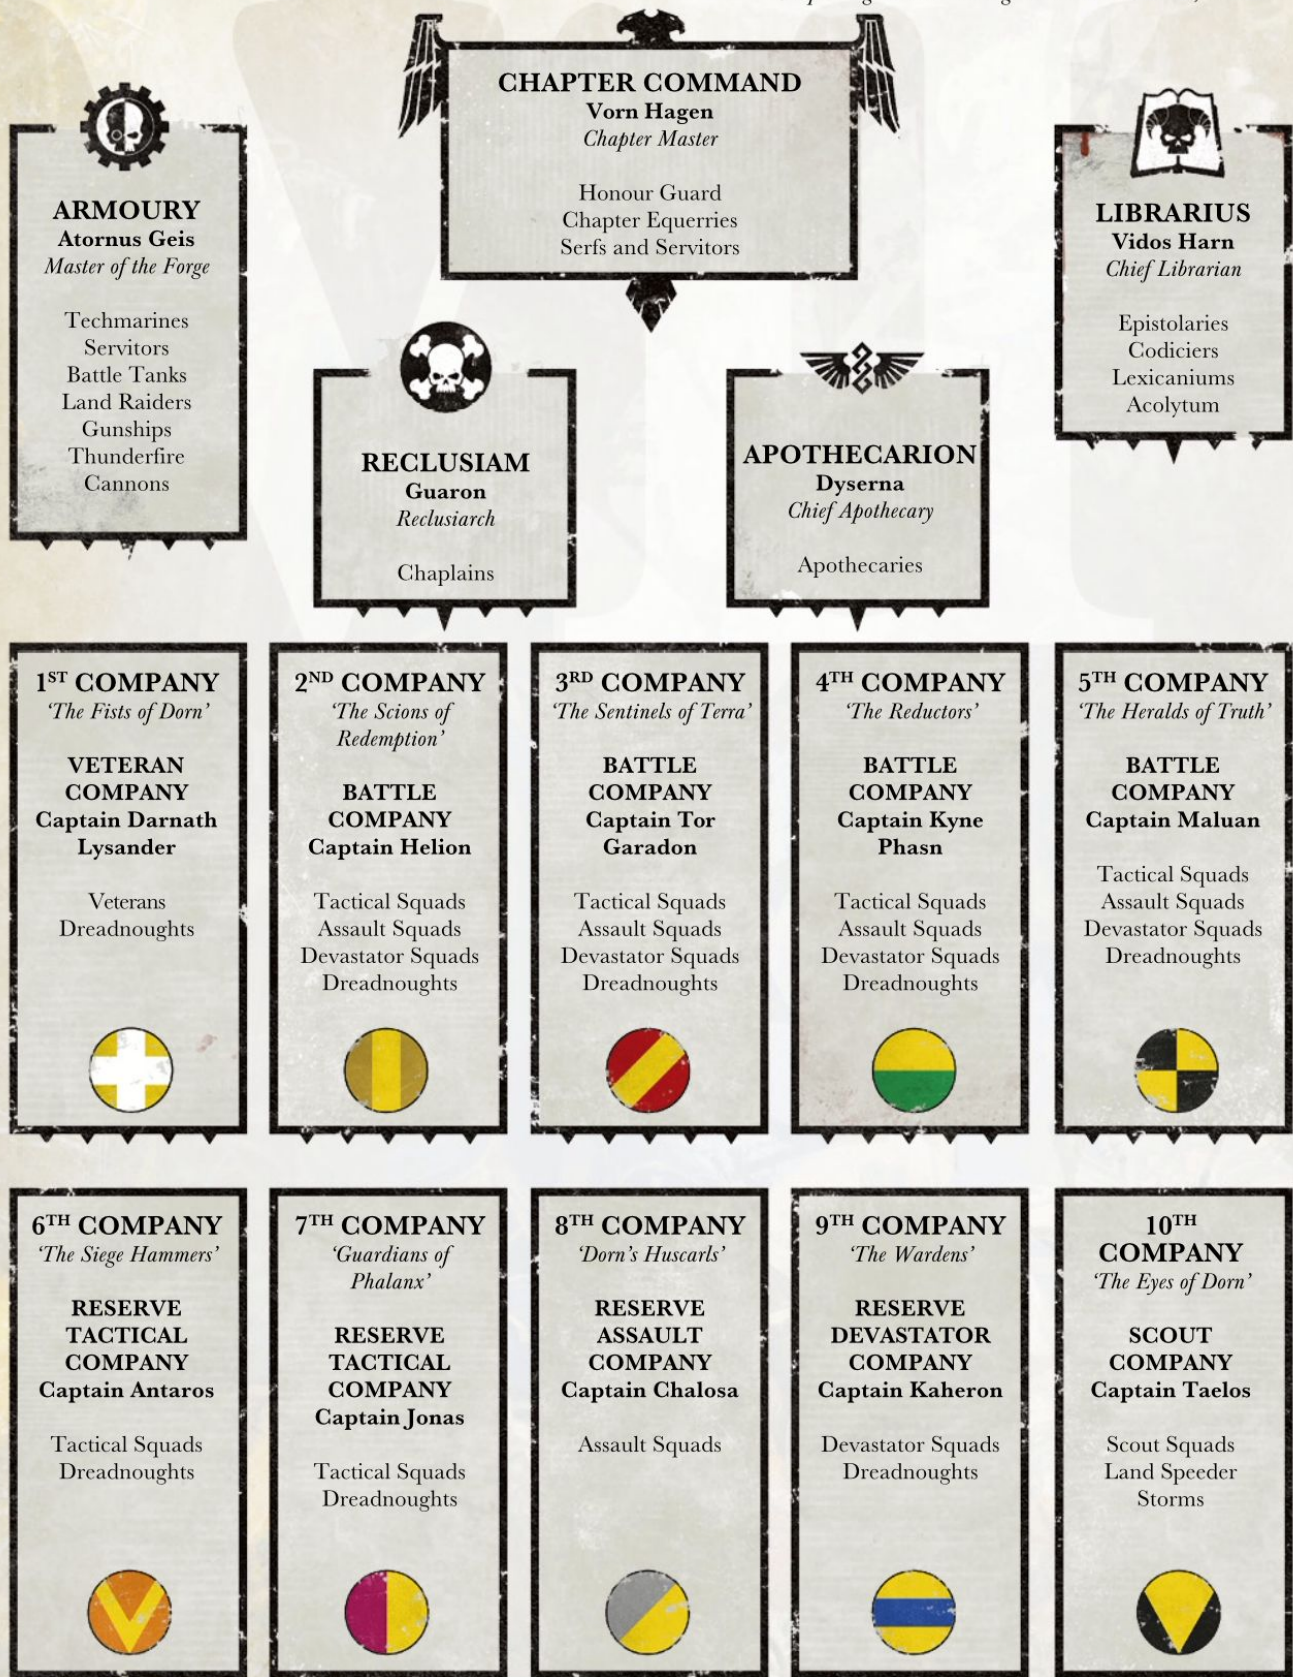 CHAPTER COMMAND
Vorn Hagen
Chapter Master
Honour Guard
Chapter Equerries
Serfs and Servitors
ARMOURY
Atornus Geis
Master of the Forge
Techmarines
Servitors
Battle Tanks
Land Raiders
Gunships
Thunderfire
Cannons
LIBRARIUS
Vidos Harn
Chief Librarian
Epistolaries
Codiciers
Lexicaniums
Acolytum
RECLUSIAM
Guaron
Reclusiarch
Chaplains
APOTHECARION
Dyserna
Chief Apothecary
Apothecaries
1ST COMPANY
‘The Fists of Dorn’
VETERAN
COMPANY
Captain Darnath
Lysander
Veterans
Dreadnoughts
2ND COMPANY
‘The Scions of
Redemption’
BATTLE
COMPANY
Captain Helion
Tactical Squads
Assault Squads
Devastator Squads
Dreadnoughts
3RD COMPANY
‘The Sentinels of Terra’
BATTLE
COMPANY
Captain Tor
Garadon
Tactical Squads
Assault Squads
Devastator Squads
Dreadnoughts
4TH COMPANY
‘The Reductors’
BATTLE
COMPANY
Captain Kyne
Phasn
Tactical Squads
Assault Squads
Devastator Squads
Dreadnoughts
5TH COMPANY
‘The Heralds of Truth’
BATTLE
COMPANY
Captain Maluan
Tactical Squads
Assault Squads
Devastator Squads
Dreadnoughts
6TH COMPANY
‘The Siege Hammers’
RESERVE
TACTICAL
COMPANY
Captain Antaros
Tactical Squads
Dreadnoughts
7TH COMPANY
‘Guardians of
Phalanx’
RESERVE
TACTICAL
COMPANY
Captain Jonas
Tactical Squads
Dreadnoughts
8TH COMPANY
‘Dorn’s Huscarls’
RESERVE
ASSAULT
COMPANY
Captain Chalosa
Assault Squads
9TH COMPANY
‘The Wardens’
RESERVE
DEVASTATOR
COMPANY
Captain Kaheron
Devastator Squads
Dreadnoughts
10TH
COMPANY
‘The Eyes of Dorn’
SCOUT
COMPANY
Captain Taelos
Scout Squads
Land Speeder
Storms